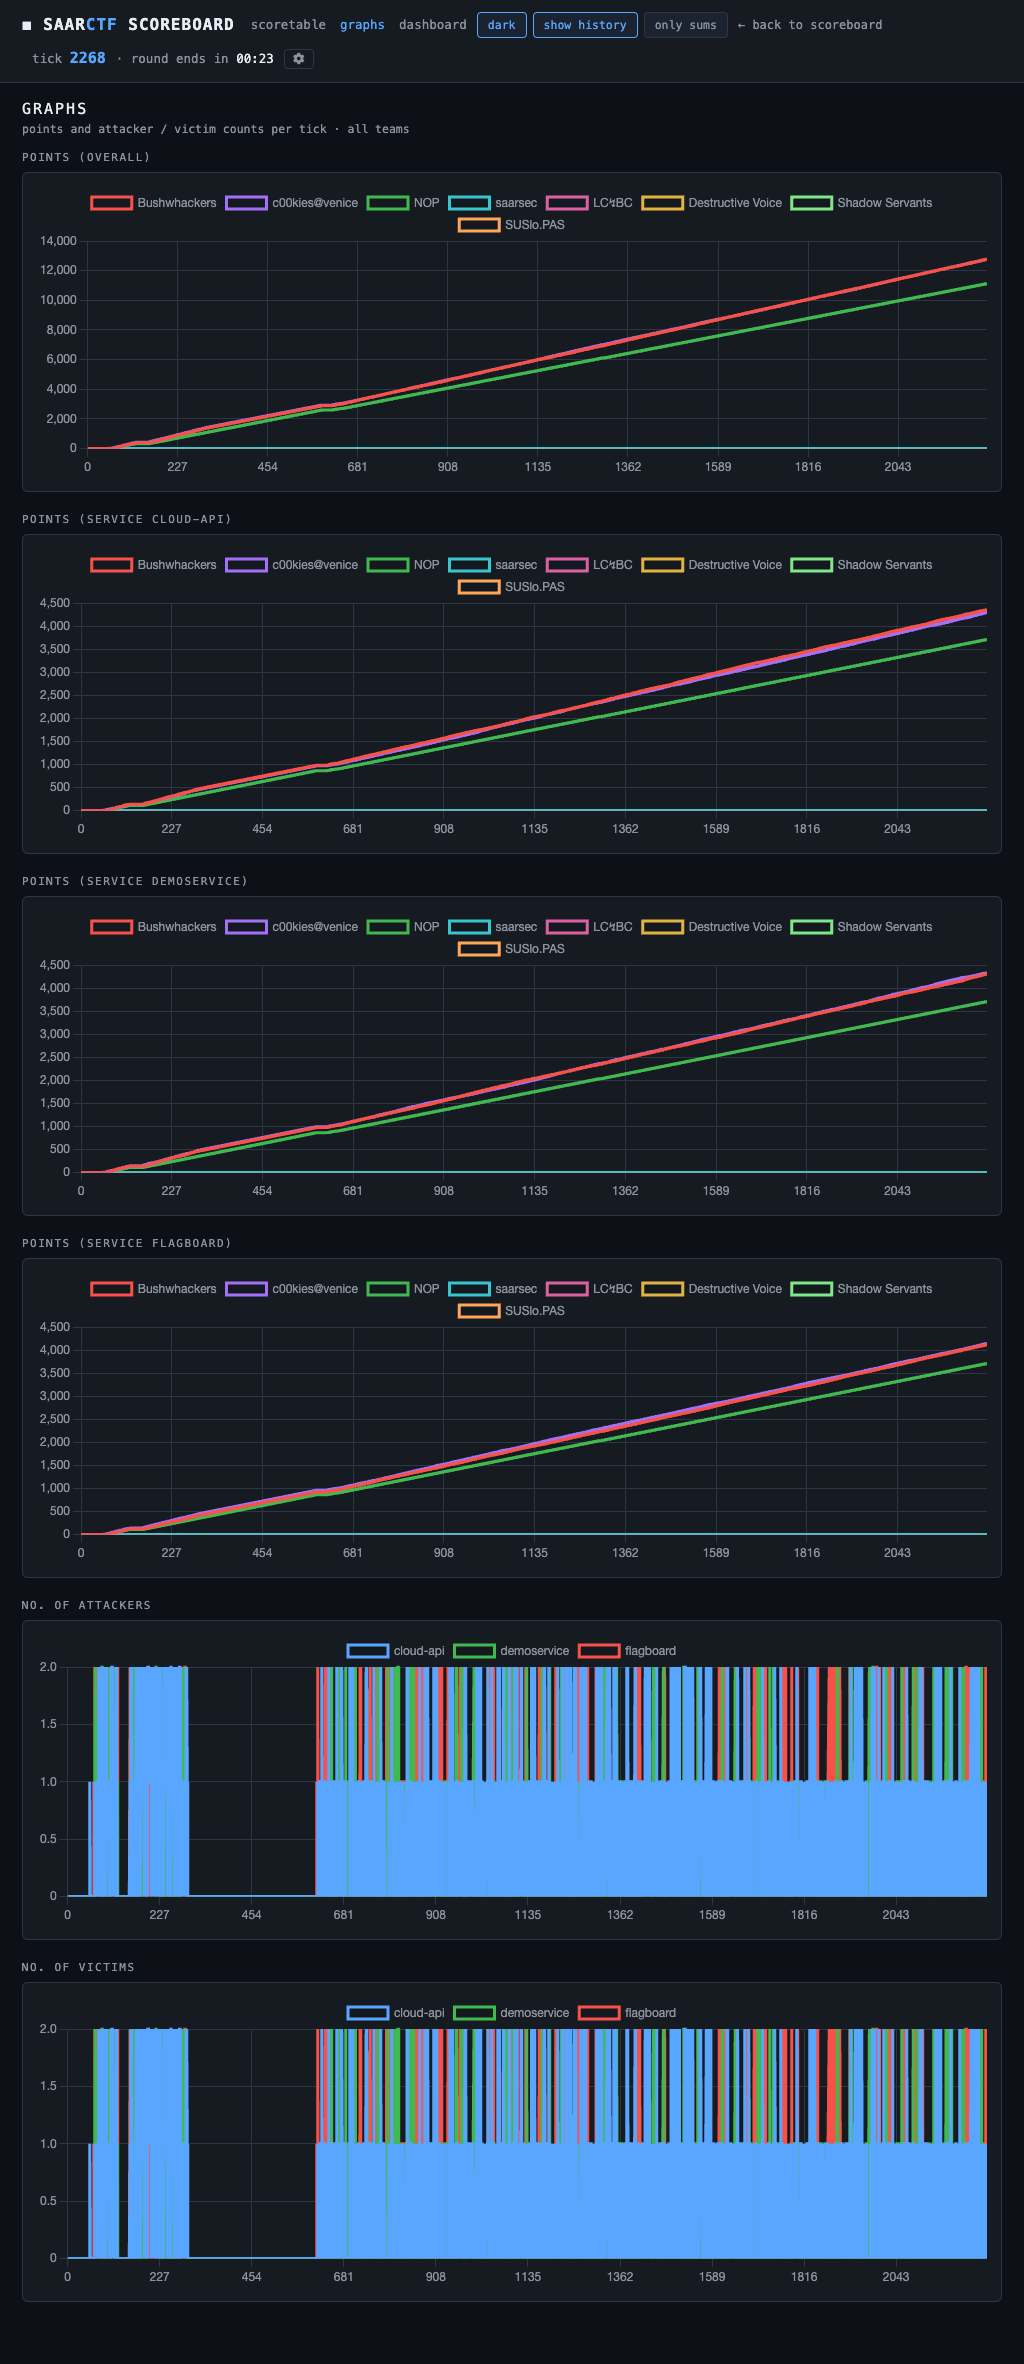 ■ SAARCTF SCOREBOARD scoretable graphs dashboard dark show history only sums ← back to scoreboard
tick 2268 · round ends in 00:23
GRAPHS
points and attacker / victim counts per tick · all teams
POINTS (OVERALL)
Bushwhackers c00kies@venice NOP saarsec LC↯BC Destructive Voice Shadow Servants
SUSlo.PAS
14,000
12,000
10,000
8,000
6,000
4,000
2,000
0
0 227 454 681 908 1135 1362 1589 1816 2043
POINTS (SERVICE CLOUD-API)
Bushwhackers c00kies@venice NOP saarsec LC↯BC Destructive Voice Shadow Servants
SUSlo.PAS
4,500
4,000
3,500
3,000
2,500
2,000
1,500
1,000
500
0
0 227 454 681 908 1135 1362 1589 1816 2043
POINTS (SERVICE DEMOSERVICE)
Bushwhackers c00kies@venice NOP saarsec LC↯BC Destructive Voice Shadow Servants
SUSlo.PAS
4,500
4,000
3,500
3,000
2,500
2,000
1,500
1,000
500
0
0 227 454 681 908 1135 1362 1589 1816 2043
POINTS (SERVICE FLAGBOARD)
Bushwhackers c00kies@venice NOP saarsec LC↯BC Destructive Voice Shadow Servants
SUSlo.PAS
4,500
4,000
3,500
3,000
2,500
2,000
1,500
1,000
500
0
0 227 454 681 908 1135 1362 1589 1816 2043
NO. OF ATTACKERS
cloud-api demoservice flagboard
2.0
1.5
1.0
0.5
0
0 227 454 681 908 1135 1362 1589 1816 2043
NO. OF VICTIMS
cloud-api demoservice flagboard
2.0
1.5
1.0
0.5
0
0 227 454 681 908 1135 1362 1589 1816 2043